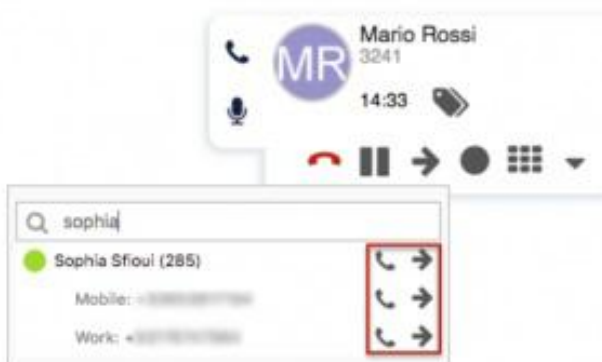 Mario Rossi
MR
3241
14:33
sophia
Sophia Sfioui (285)
Mobile:
Work: +